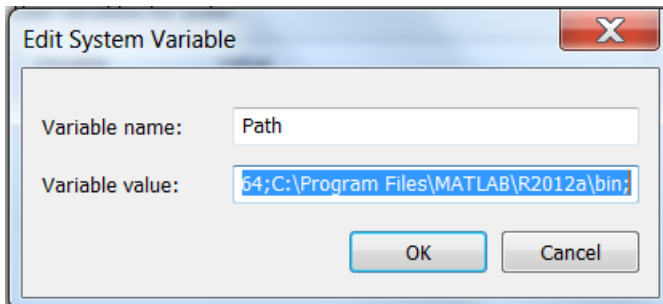 Edit System Variable
Variable name: Path
Variable value: 64;C:\Program Files\MATLAB\R2012a\bin;
OK Cancel